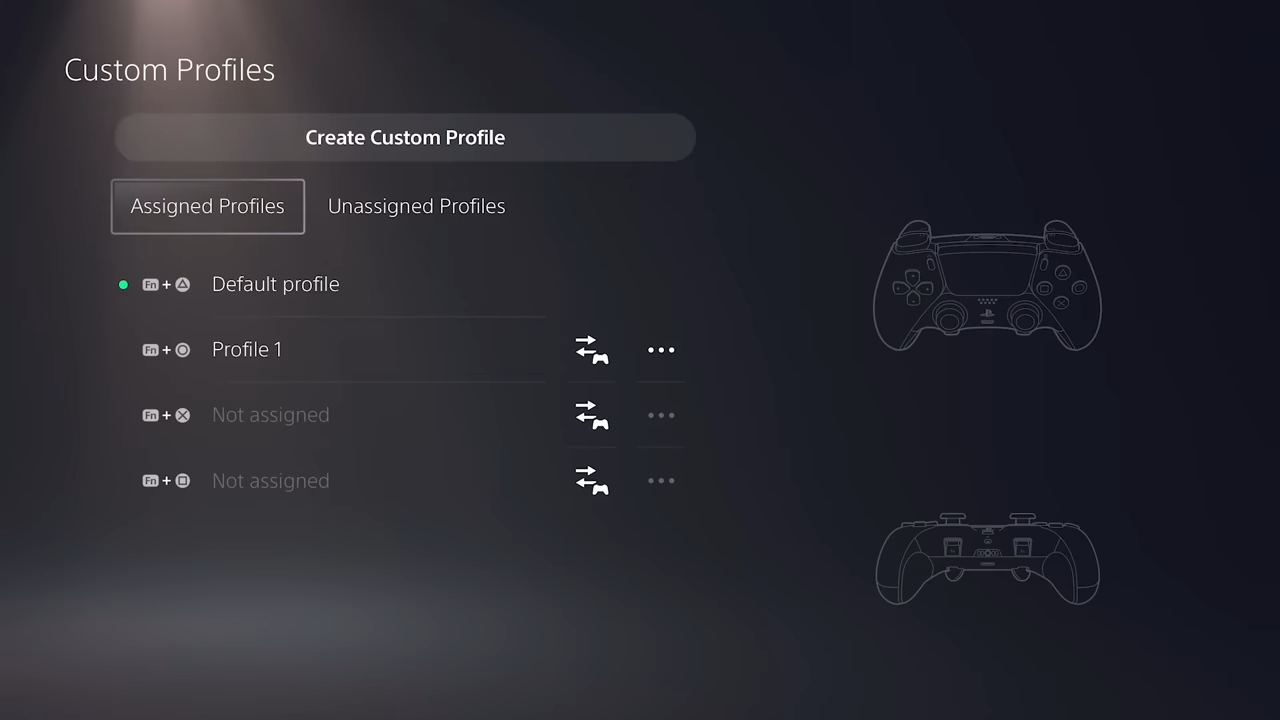 Custom Profiles
Create Custom Profile
Assigned Profiles Unassigned Profiles
Fn + Default profile
Fn + Profile 1
Fn + Not assigned
Fn + Not assigned